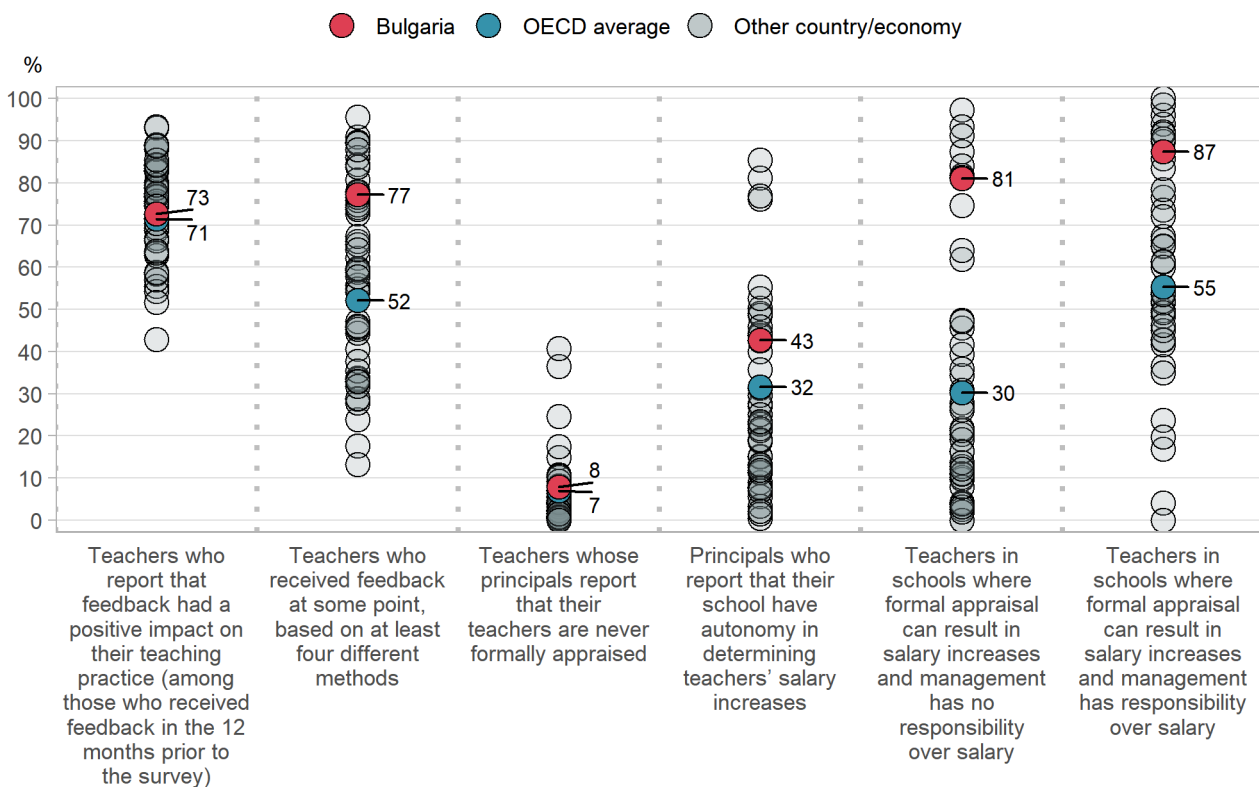 Bulgaria OECD average Other country/economy
%
100
90
80
70
60
50
40
30
20
10
0
73
71
77
52
8
7
43
32
81
30
87
55
Teachers who
report that
feedback had a
positive impact on
their teaching
practice (among
those who received
feedback in the 12
months prior to
the survey)
Teachers who
received feedback
at some point,
based on at least
four different
methods
Teachers whose
principals report
that their
teachers are never
formally appraised
Principals who
report that their
school have
autonomy in
determining
teachers’ salary
increases
Teachers in
schools where
formal appraisal
can result in
salary increases
and management
has no
responsibility
over salary
Teachers in
schools where
formal appraisal
can result in
salary increases
and management
has responsibility
over salary